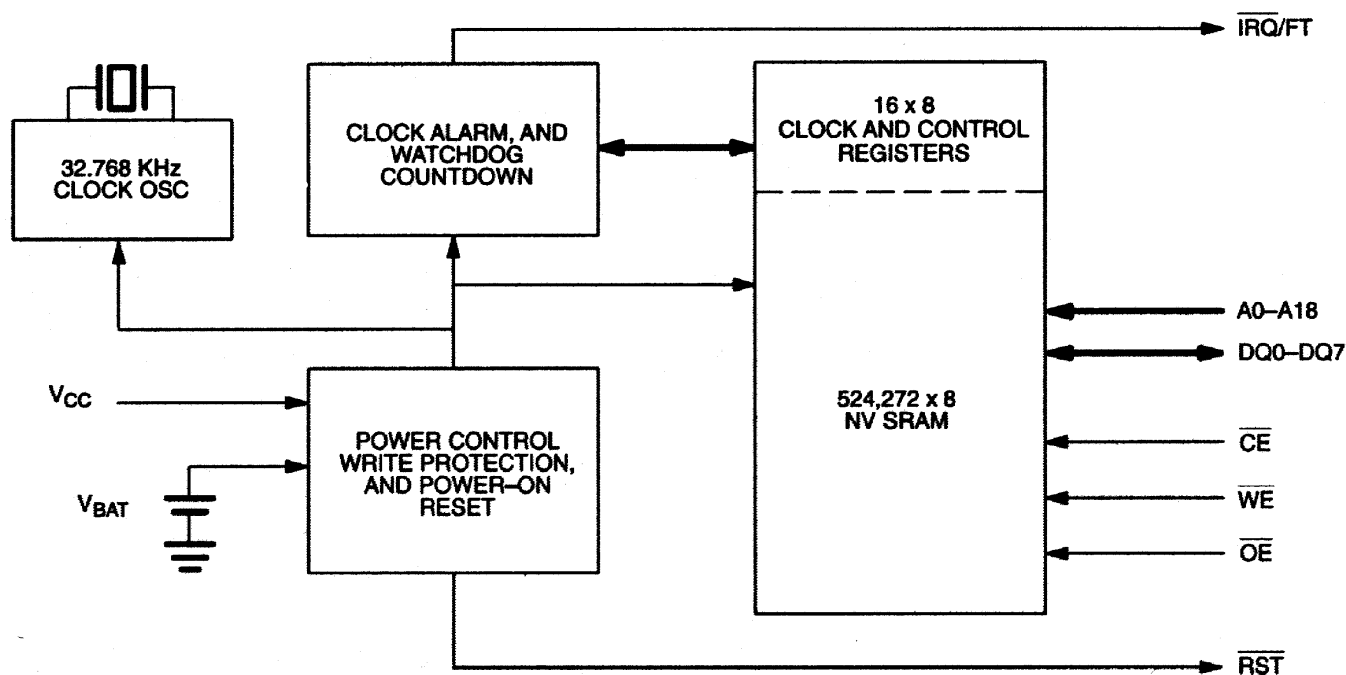 IRQ/FT
32.768 KHz
CLOCK OSC
CLOCK ALARM, AND
WATCHDOG
COUNTDOWN
16 x 8
CLOCK AND CONTROL
REGISTERS
A0–A18
DQ0–DQ7
524,272 x 8
NV SRAM
CE
WE
OE
VCC
VBAT
POWER CONTROL
WRITE PROTECTION,
AND POWER–ON
RESET
RST